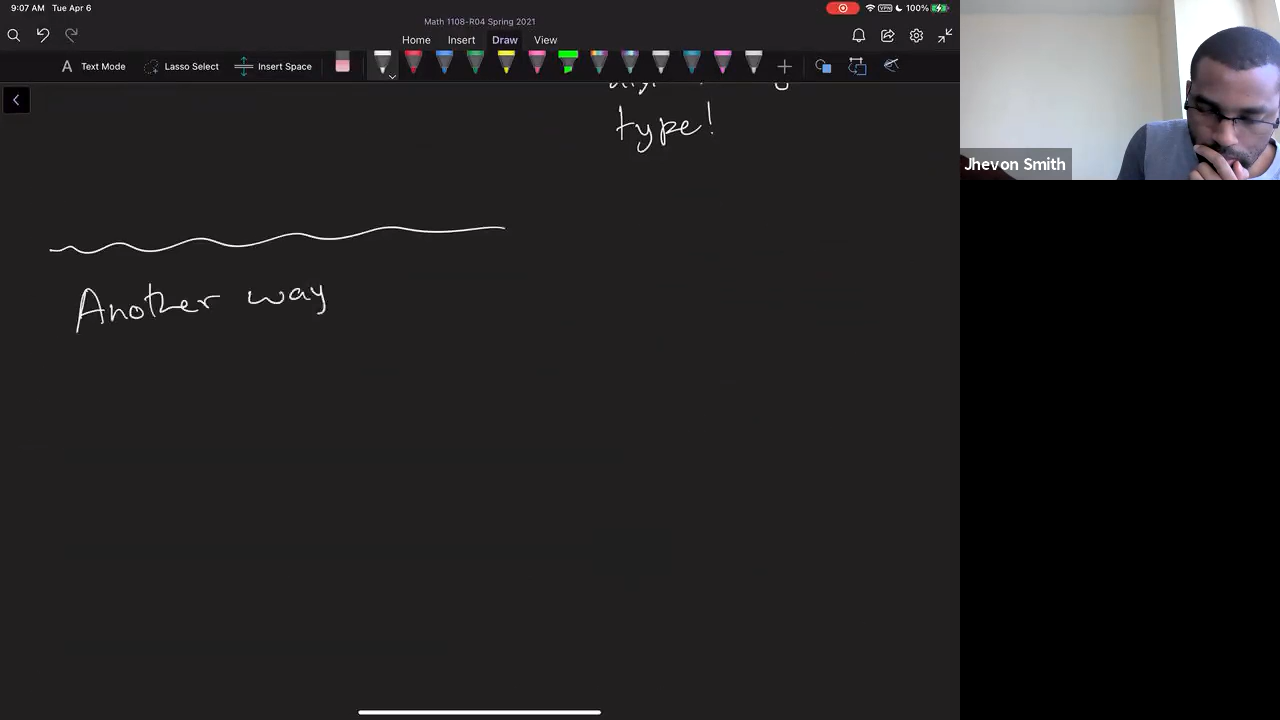 9:07 AM Tue Apr 6
VPN 100%
Math 1108-R04 Spring 2021
Home Insert Draw View
A Text Mode Lasso Select Insert Space
type!
Another way
Jhevon Smith